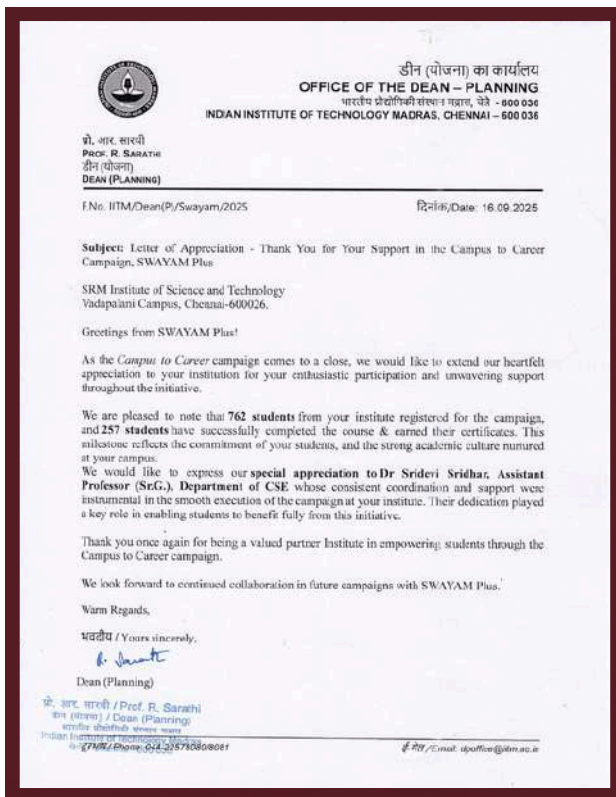 डीन (योजना) का कार्यालय
OFFICE OF THE DEAN – PLANNING
भारतीय प्रौद्योगिकी संस्थान मद्रास, चेन्नै - 600 036
INDIAN INSTITUTE OF TECHNOLOGY MADRAS, CHENNAI – 600 036
प्रो. आर. सारथी
PROF. R. SARATHI
डीन (योजना)
DEAN (PLANNING)
F.No. IITM/Dean(P)/Swayam/2025
दिनांक/Date: 16.09.2025
Subject: Letter of Appreciation - Thank You for Your Support in the Campus to Career
Campaign, SWAYAM Plus
SRM Institute of Science and Technology
Vadapalani Campus, Chennai-600026.
Greetings from SWAYAM Plus!
As the Campus to Career campaign comes to a close, we would like to extend our heartfelt
appreciation to your institution for your enthusiastic participation and unwavering support
throughout the initiative.
We are pleased to note that 762 students from your institute registered for the campaign,
and 257 students have successfully completed the course & earned their certificates. This
milestone reflects the commitment of your students, and the strong academic culture nurtured
at your campus.
We would like to express our special appreciation to Dr Sridevi Sridhar, Assistant
Professor (Sr.G.), Department of CSE whose consistent coordination and support were
instrumental in the smooth execution of the campaign at your institute. Their dedication played
a key role in enabling students to benefit fully from this initiative.
Thank you once again for being a valued partner Institute in empowering students through the
Campus to Career campaign.
We look forward to continued collaboration in future campaigns with SWAYAM Plus.
Warm Regards,
भवदीय / Yours sincerely,
R. Sarath
Dean (Planning)
प्रो. आर. सारथी / Prof. R. Sarathi
डीन (योजना) / Dean (Planning)
भारतीय प्रौद्योगिकी संस्थान मद्रास
Indian Institute of Technology Madras
Phone: 044-22578080/8081
ई मेल /Email: dpoffice@iitm.ac.in